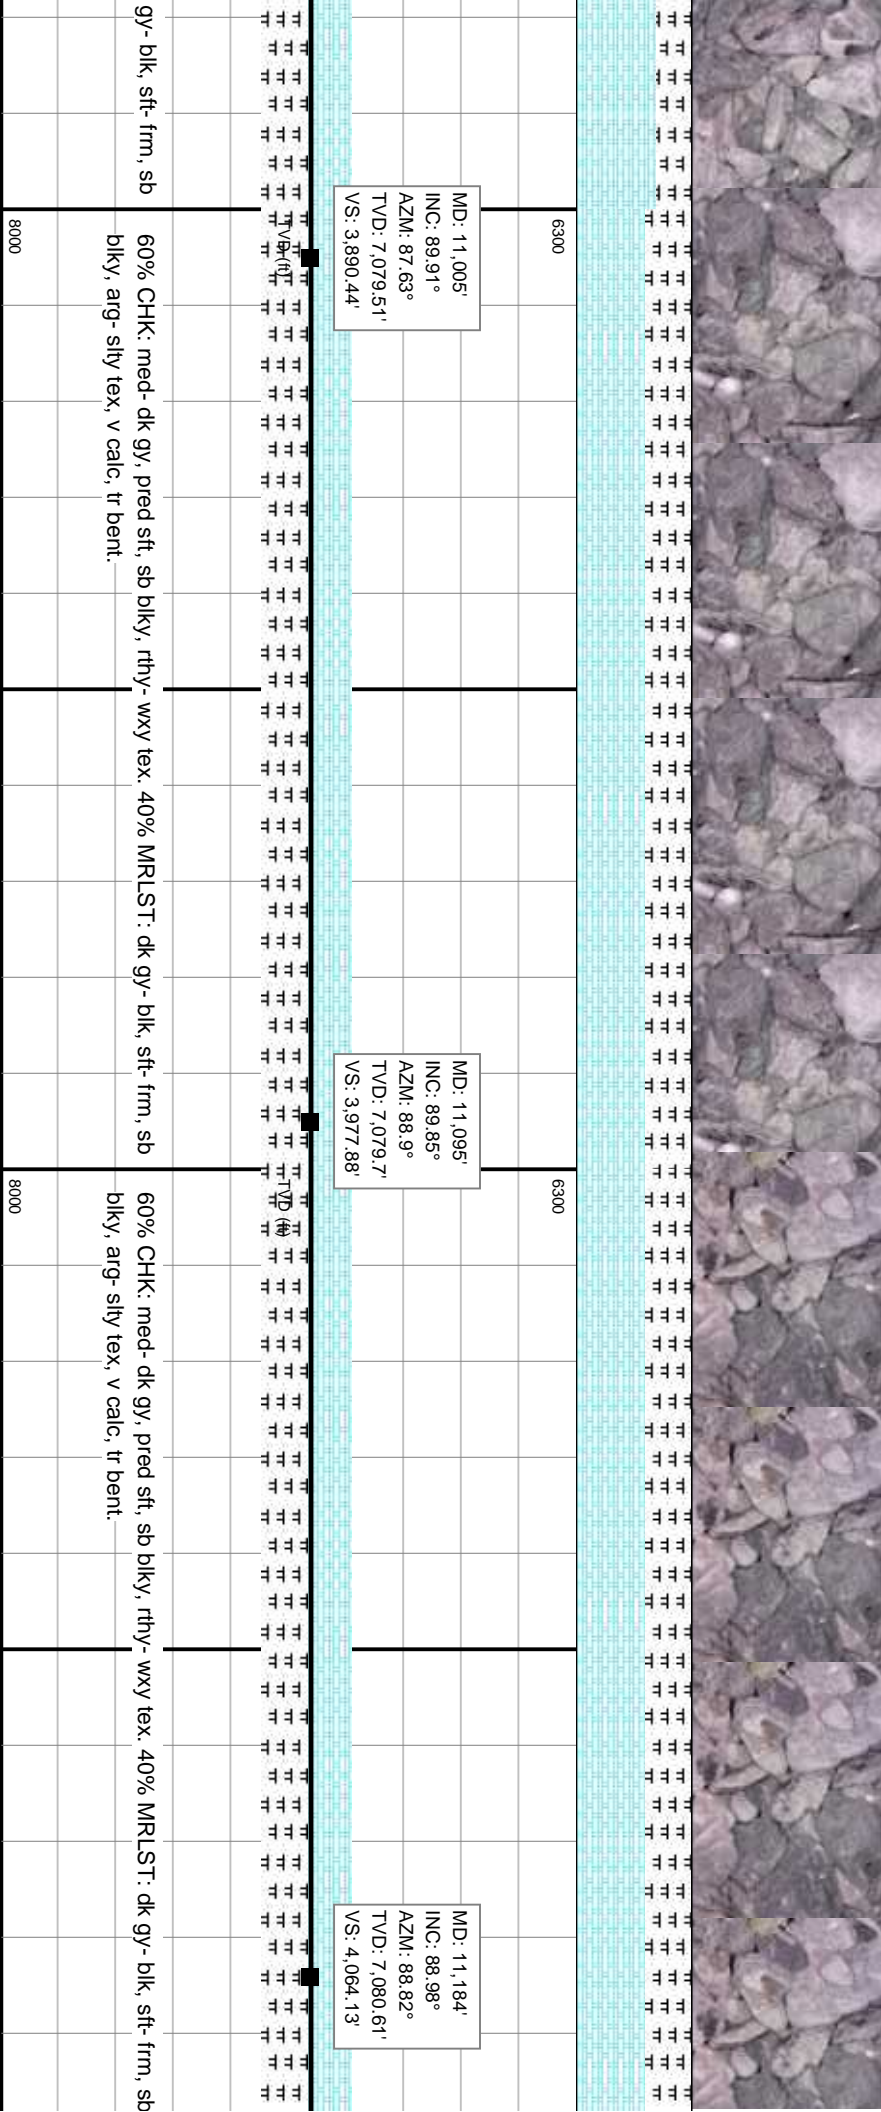 gy- blk, sft- frm, sb
8000
6300
TVD (ft)
MD: 11,005'
INC: 89.91°
AZM: 87.63°
TVD: 7,079.51'
VS: 3,890.44'
60% CHK: med- dk gy, pred sft, sb blky, rthy- wxy tex. 40% MRLST: dk gy- blk, sft- frm, sb
blky, arg- slty tex, v calc, tr bent.
MD: 11,095'
INC: 89.85°
AZM: 88.9°
TVD: 7,079.7'
VS: 3,977.88'
8000
6300
TVD (ft)
60% CHK: med- dk gy, pred sft, sb blky, rthy- wxy tex. 40% MRLST: dk gy- blk, sft- frm, sb
blky, arg- slty tex, v calc, tr bent.
MD: 11,184'
INC: 88.98°
AZM: 88.82°
TVD: 7,080.61'
VS: 4,064.13'